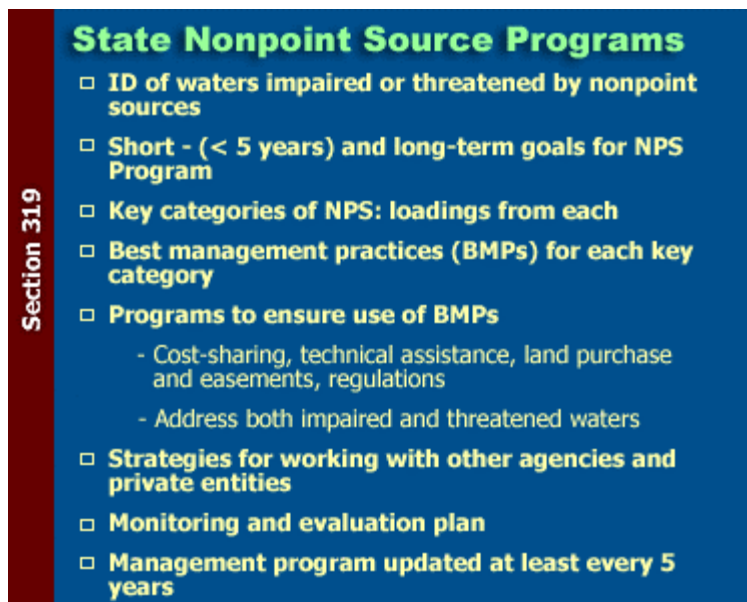 State Nonpoint Source Programs
Section 319
□ ID of waters impaired or threatened by nonpoint
sources
□ Short - (< 5 years) and long-term goals for NPS
Program
□ Key categories of NPS: loadings from each
□ Best management practices (BMPs) for each key
category
□ Programs to ensure use of BMPs
- Cost-sharing, technical assistance, land purchase
and easements, regulations
- Address both impaired and threatened waters
□ Strategies for working with other agencies and
private entities
□ Monitoring and evaluation plan
□ Management program updated at least every 5
years